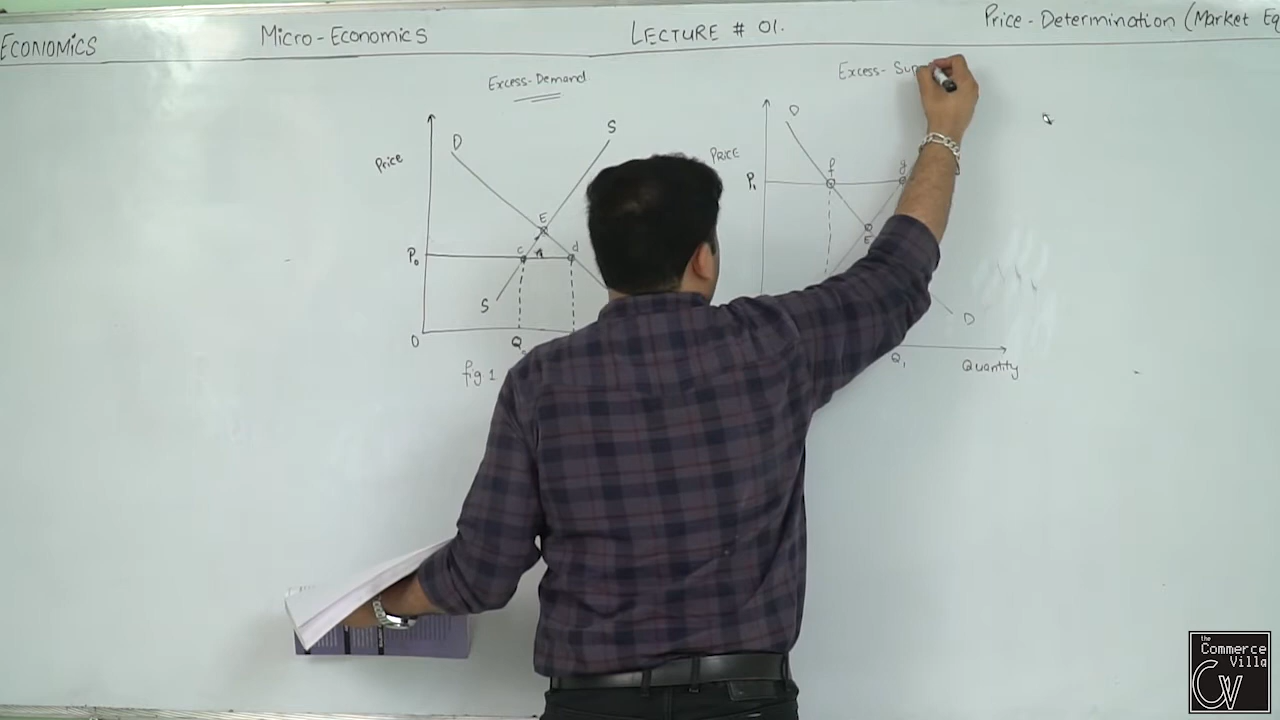 ECONOMICS
Micro-Economics
LECTURE # 01.
Price-Determination (Market Eq
Excess-Demand
Price
D
S
E
P₀
c
d
S
O
Q
fig 1
Excess-Sup
PRICE
D
P₁
f
g
E
D
Q₁
Quantity
the
Commerce
Villa
CV